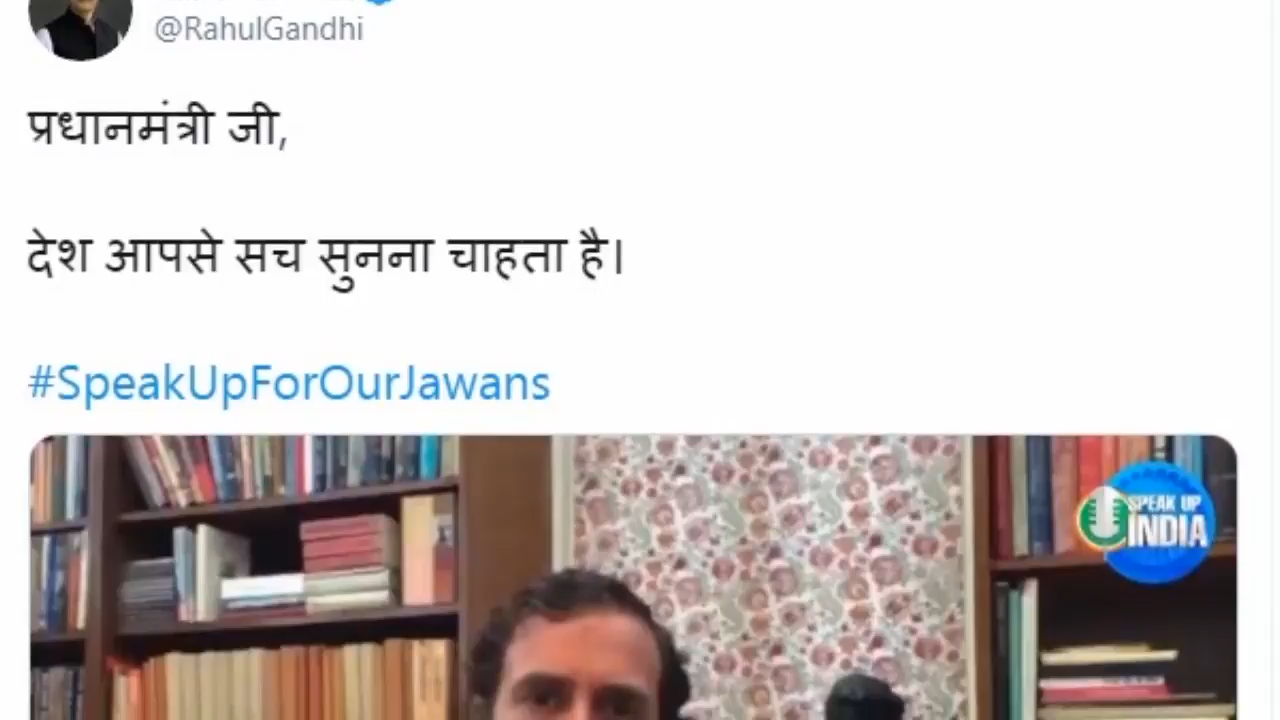 @RahulGandhi
प्रधानमंत्री जी,
देश आपसे सच सुनना चाहता है।
#SpeakUpForOurJawans
SPEAK UP
INDIA